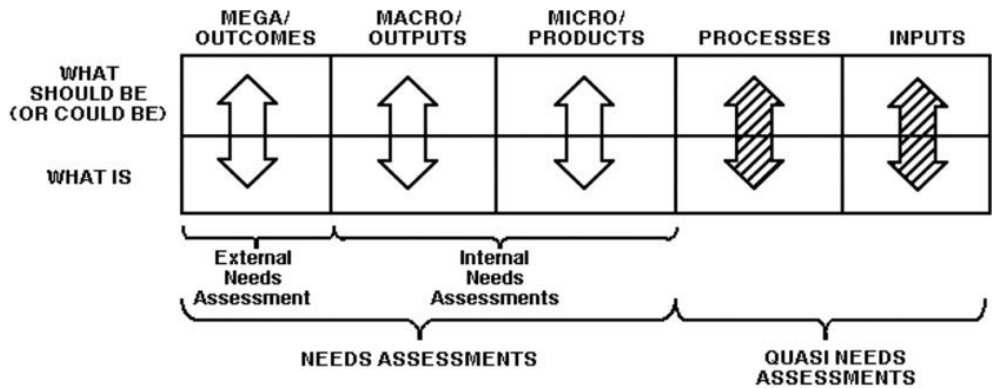 MEGA/
OUTCOMES
MACRO/
OUTPUTS
MICRO/
PRODUCTS
PROCESSES
INPUTS
WHAT
SHOULD BE
(OR COULD BE)
WHAT IS
External
Needs
Assessment
Internal
Needs
Assessments
NEEDS ASSESSMENTS
QUASI NEEDS
ASSESSMENTS